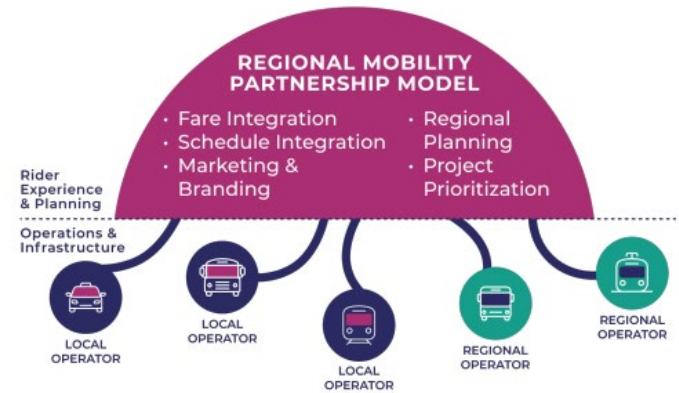 REGIONAL MOBILITY
PARTNERSHIP MODEL
• Fare Integration
• Schedule Integration
• Marketing &
Branding
• Regional
Planning
• Project
Prioritization
Rider
Experience
& Planning
Operations &
Infrastructure
LOCAL
OPERATOR
LOCAL
OPERATOR
LOCAL
OPERATOR
REGIONAL
OPERATOR
REGIONAL
OPERATOR